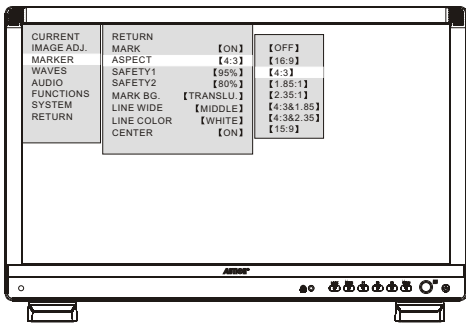 CURRENT
IMAGE ADJ.
MARKER
WAVES
AUDIO
FUNCTIONS
SYSTEM
RETURN
RETURN
MARK 【ON】
ASPECT 【4:3】
SAFETY1 【95%】
SAFETY2 【80%】
MARK BG. 【TRANSLU.】
LINE WIDE 【MIDDLE】
LINE COLOR 【WHITE】
CENTER 【ON】
【OFF】
【16:9】
【4:3】
【1.85:1】
【2.35:1】
【4:3&1.85】
【4:3&2.35】
【15:9】